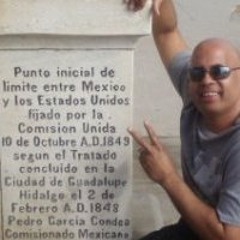 Punto inicial de
limite entre Mexico
y los Estados Unidos
fijado por la
Comision Unida
10 de Octubre A.D.1849
segun el Tratado
concluido en la
Ciudad de Guadalupe
Hidalgo el 2 de
Febrero A.D.1848
Pedro Garcia Conde
Comisionado Mexicano